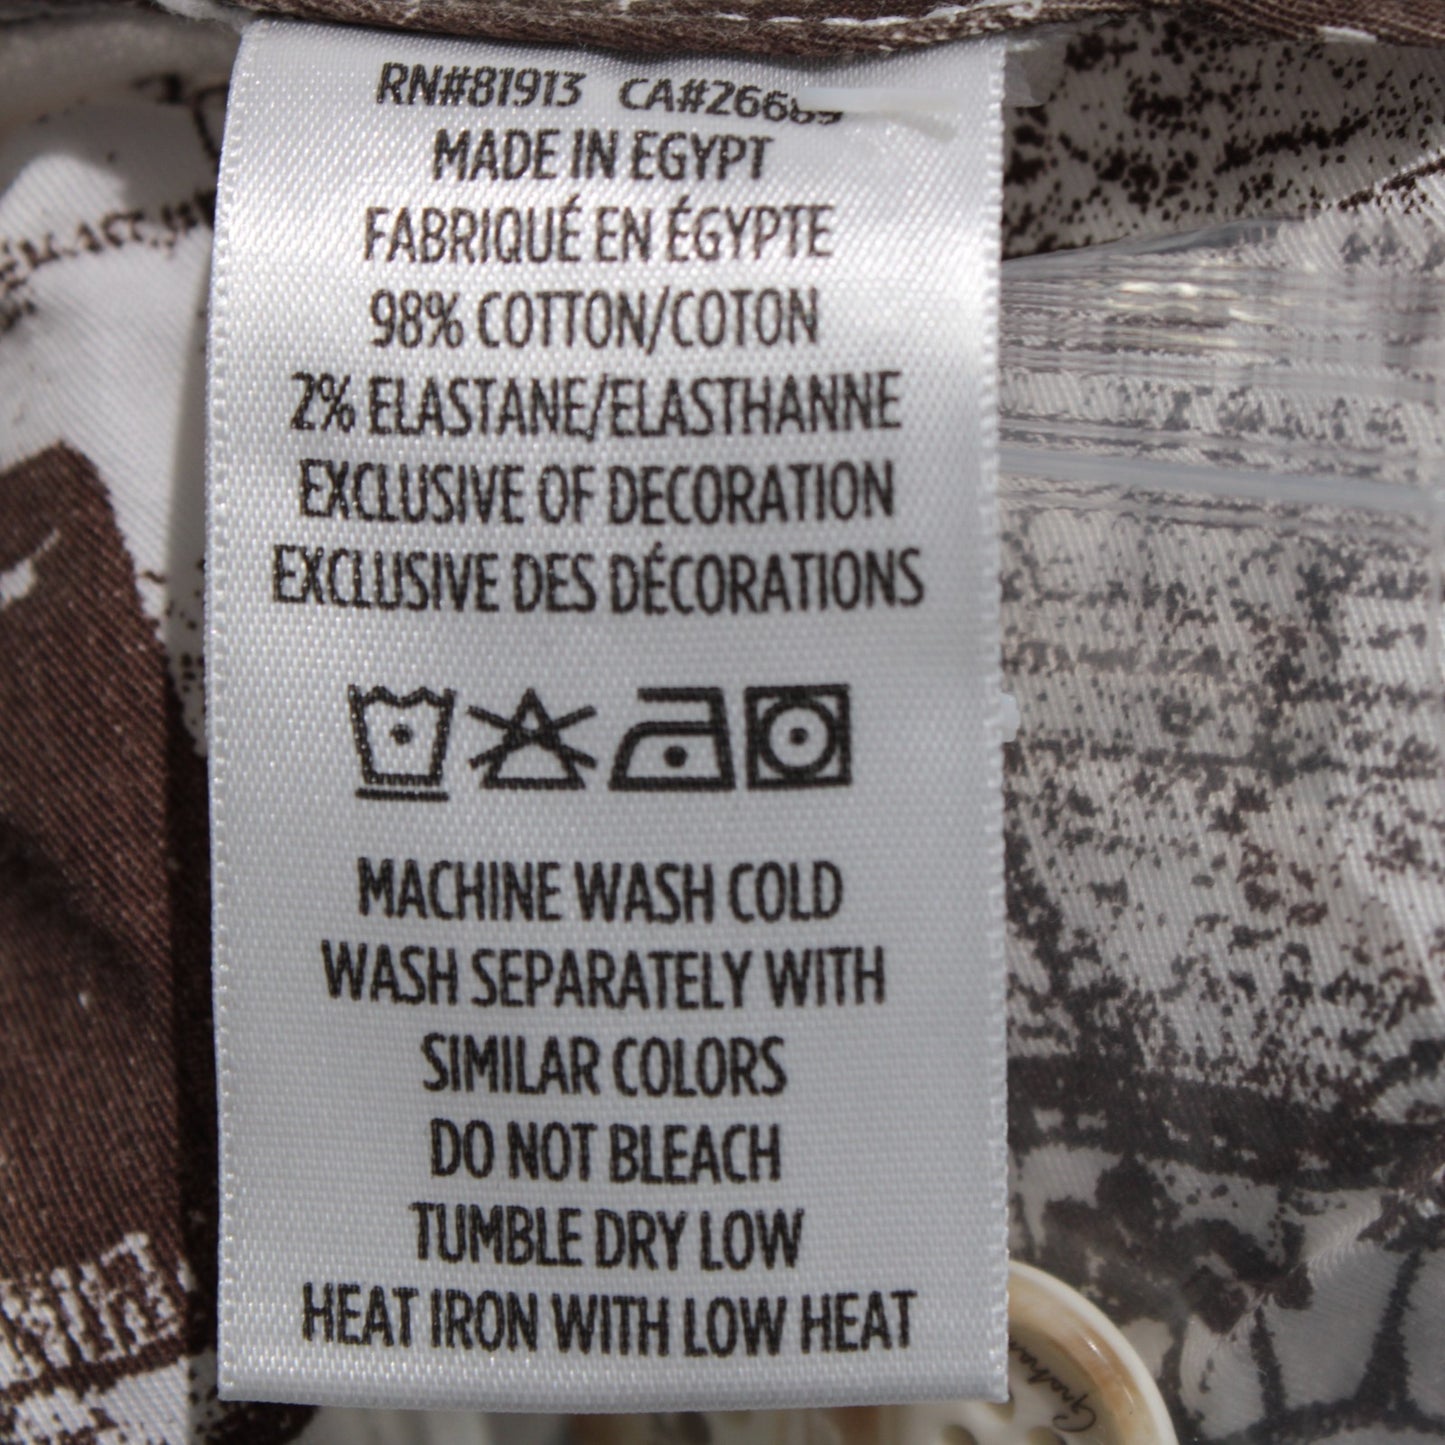 RN#81913 CA#26689
MADE IN EGYPT
FABRIQUÉ EN ÉGYPTE
98% COTTON/COTON
2% ELASTANE/ELASTHANNE
EXCLUSIVE OF DECORATION
EXCLUSIVE DES DÉCORATIONS
MACHINE WASH COLD
WASH SEPARATELY WITH
SIMILAR COLORS
DO NOT BLEACH
TUMBLE DRY LOW
HEAT IRON WITH LOW HEAT